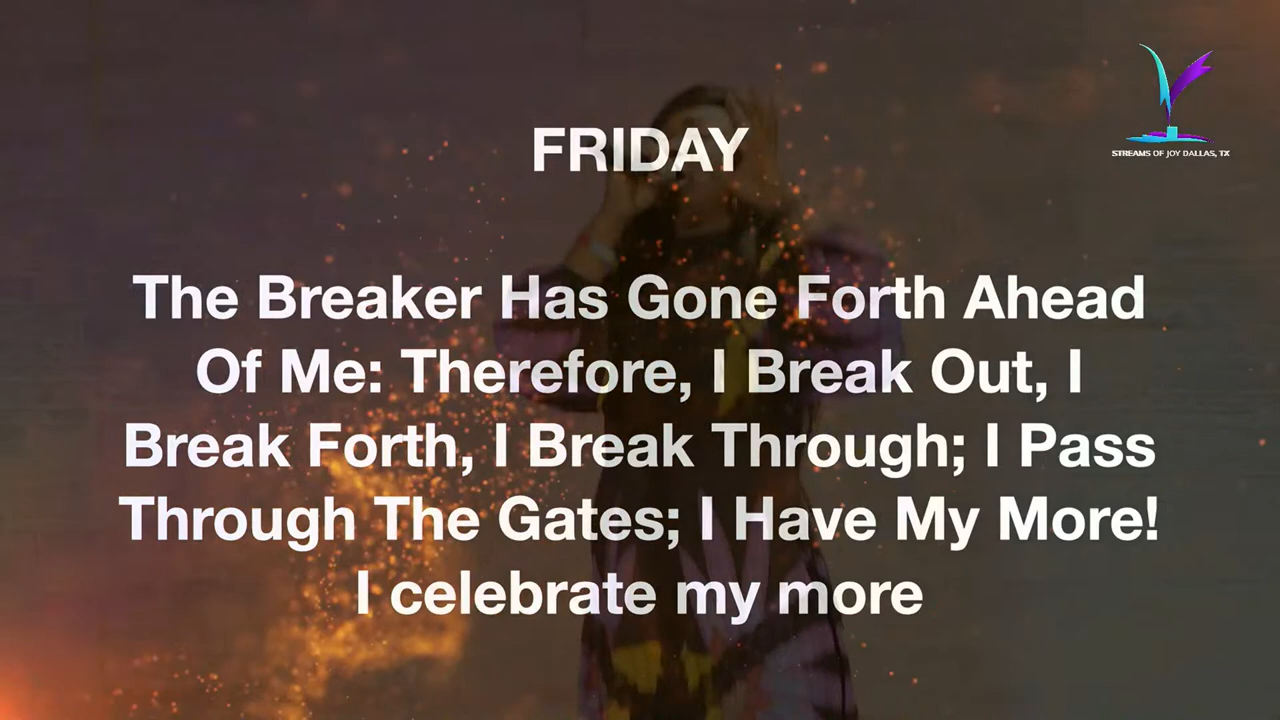 STREAMS OF JOY DALLAS, TX
FRIDAY
The Breaker Has Gone Forth Ahead
Of Me: Therefore, I Break Out, I
Break Forth, I Break Through; I Pass
Through The Gates; I Have My More!
I celebrate my more